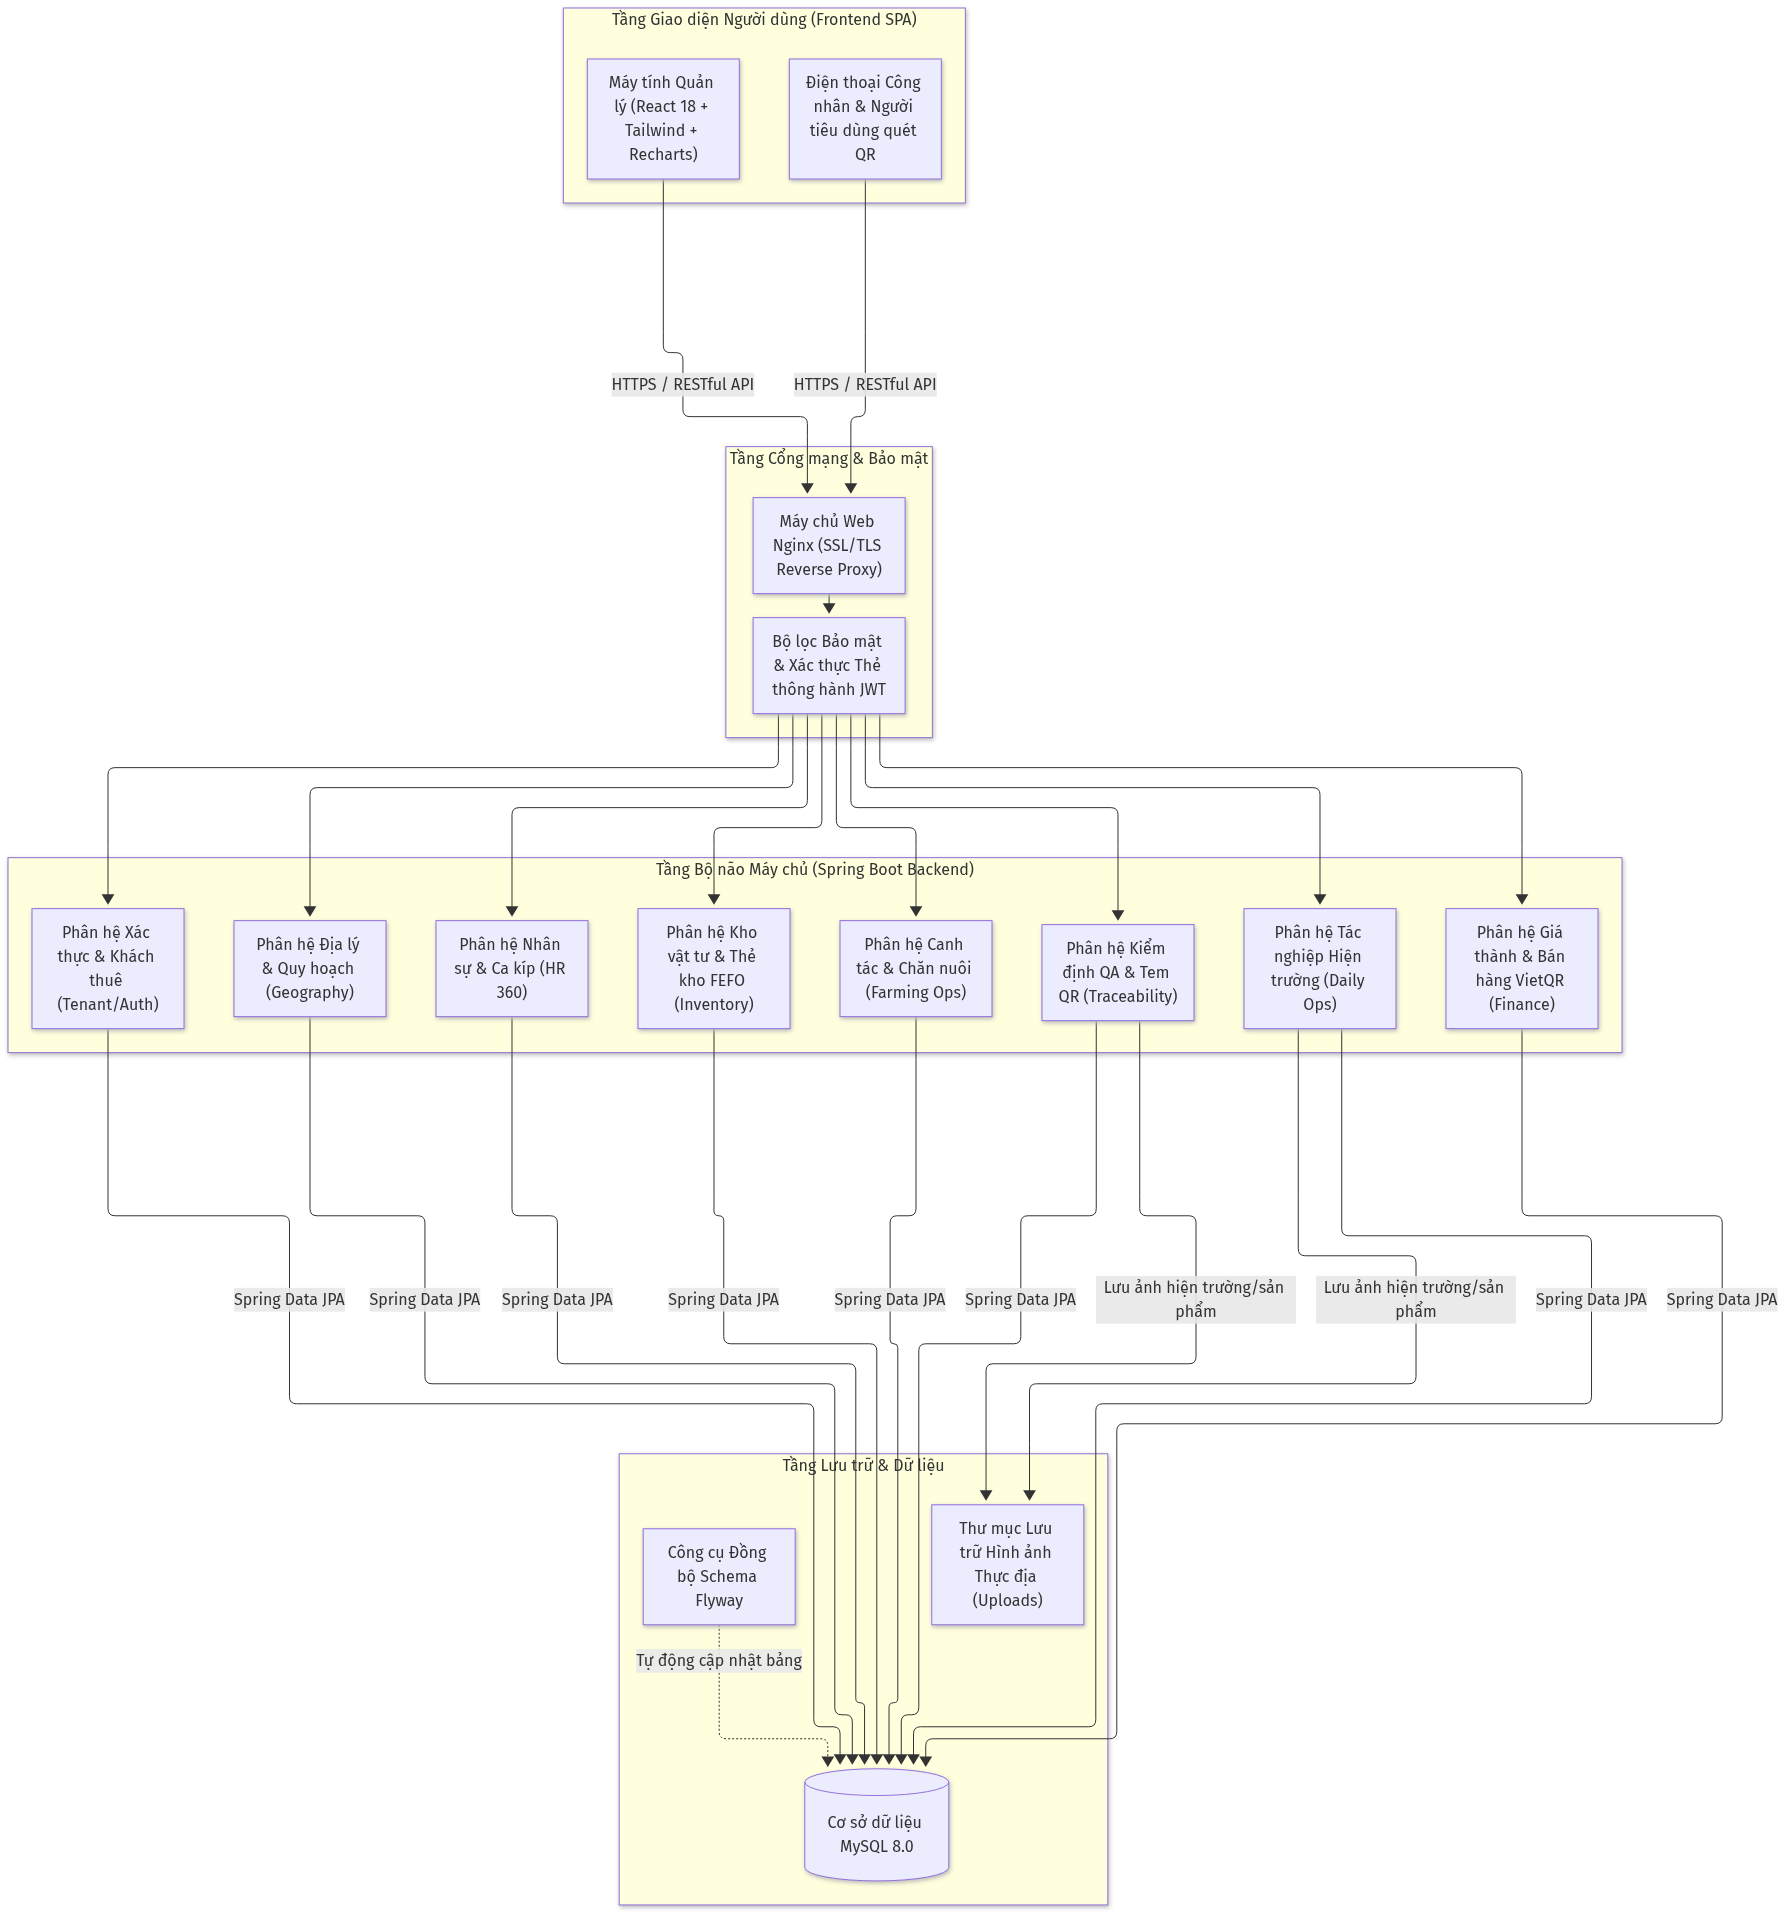 Tầng Giao diện Người dùng (Frontend SPA)
Máy tính Quản
lý (React 18 +
Tailwind +
Recharts)
Điện thoại Công
nhân & Người
tiêu dùng quét
QR
HTTPS / RESTful API
HTTPS / RESTful API
Tầng Cổng mạng & Bảo mật
Máy chủ Web
Nginx (SSL/TLS
Reverse Proxy)
Bộ lọc Bảo mật
& Xác thực Thẻ
thông hành JWT
Tầng Bộ não Máy chủ (Spring Boot Backend)
Phân hệ Xác
thực & Khách
thuê
(Tenant/Auth)
Phân hệ Địa lý
& Quy hoạch
(Geography)
Phân hệ Nhân
sự & Ca kíp (HR
360)
Phân hệ Kho
vật tư & Thẻ
kho FEFO
(Inventory)
Phân hệ Canh
tác & Chăn nuôi
(Farming Ops)
Phân hệ Kiểm
định QA & Tem
QR (Traceability)
Phân hệ Tác
nghiệp Hiện
trường (Daily
Ops)
Phân hệ Giá
thành & Bán
hàng VietQR
(Finance)
Spring Data JPA
Spring Data JPA
Spring Data JPA
Spring Data JPA
Spring Data JPA
Spring Data JPA
Lưu ảnh hiện trường/sản
phẩm
Lưu ảnh hiện trường/sản
phẩm
Spring Data JPA
Spring Data JPA
Tầng Lưu trữ & Dữ liệu
Công cụ Đồng
bộ Schema
Flyway
Thư mục Lưu
trữ Hình ảnh
Thực địa
(Uploads)
Tự động cập nhật bảng
Cơ sở dữ liệu
MySQL 8.0